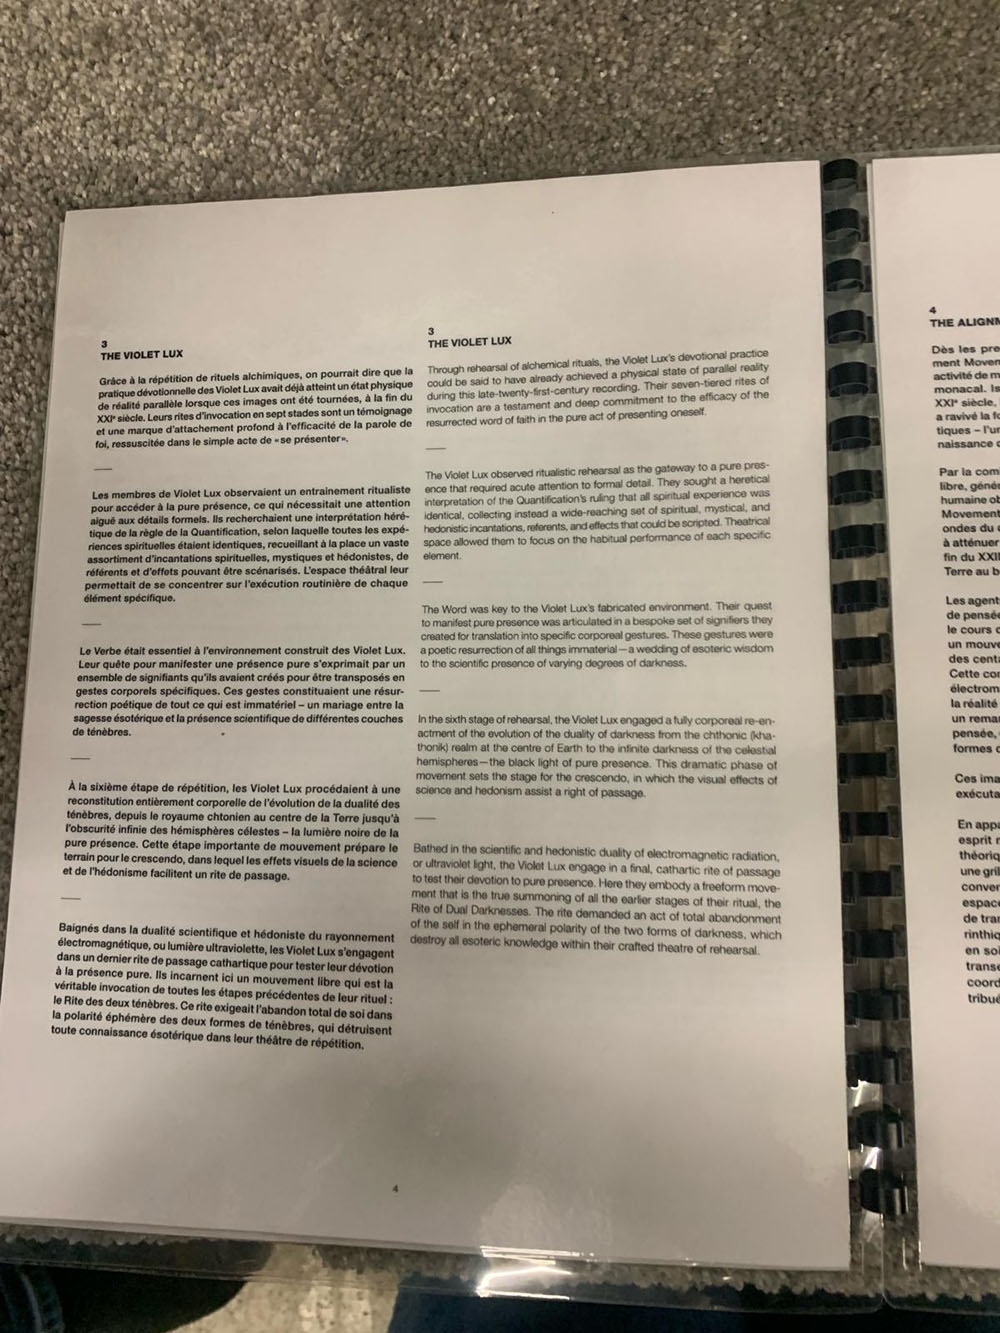 3
THE VIOLET LUX
Grâce à la répétition de rituels alchimiques, on pourrait dire que la
pratique dévotionnelle des Violet Lux avait déjà atteint un état physique
de réalité parallèle lorsque ces images ont été tournées, à la fin du
XXIᵉ siècle. Leurs rites d'invocation en sept stades sont un témoignage
et une marque d'attachement profond à l'efficacité de la parole de
foi, ressuscitée dans le simple acte de «se présenter».
Les membres de Violet Lux observaient un entrainement ritualiste
pour accéder à la pure présence, ce qui nécessitait une attention
aiguë aux détails formels. Ils recherchaient une interprétation héré-
tique de la règle de la Quantification, selon laquelle toutes les expé-
riences spirituelles étaient identiques, recueillant à la place un vaste
assortiment d'incantations spirituelles, mystiques et hédonistes, de
référents et d'effets pouvant être scénarisés. L'espace théâtral leur
permettait de se concentrer sur l'exécution routinière de chaque
élément spécifique.
Le Verbe était essentiel à l'environnement construit des Violet Lux.
Leur quête pour manifester une présence pure s'exprimait par un
ensemble de signifiants qu'ils avaient créés pour être transposés en
gestes corporels spécifiques. Ces gestes constituaient une résur-
rection poétique de tout ce qui est immatériel – un mariage entre la
sagesse ésotérique et la présence scientifique de différentes couches
de ténèbres.
À la sixième étape de répétition, les Violet Lux procédaient à une
reconstitution entièrement corporelle de l'évolution de la dualité des
ténèbres, depuis le royaume chtonien au centre de la Terre jusqu'à
l'obscurité infinie des hémisphères célestes – la lumière noire de la
pure présence. Cette étape importante de mouvement prépare le
terrain pour le crescendo, dans lequel les effets visuels de la science
et de l'hédonisme facilitent un rite de passage.
Baignés dans la dualité scientifique et hédoniste du rayonnement
électromagnétique, ou lumière ultraviolette, les Violet Lux s'engagent
dans un dernier rite de passage cathartique pour tester leur dévotion
à la présence pure. Ils incarnent ici un mouvement libre qui est la
véritable invocation de toutes les étapes précédentes de leur rituel :
le Rite des deux ténèbres. Ce rite exigeait l'abandon total de soi dans
la polarité éphémère des deux formes de ténèbres, qui détruisent
toute connaissance ésotérique dans leur théâtre de répétition.
3
THE VIOLET LUX
Through rehearsal of alchemical rituals, the Violet Lux's devotional practice
could be said to have already achieved a physical state of parallel reality
during this late-twenty-first-century recording. Their seven-tiered rites of
invocation are a testament and deep commitment to the efficacy of the
resurrected word of faith in the pure act of presenting oneself.
The Violet Lux observed ritualistic rehearsal as the gateway to a pure pres-
ence that required acute attention to formal detail. They sought a heretical
interpretation of the Quantification's ruling that all spiritual experience was
identical, collecting instead a wide-reaching set of spiritual, mystical, and
hedonistic incantations, referents, and effects that could be scripted. Theatrical
space allowed them to focus on the habitual performance of each specific
element.
The Word was key to the Violet Lux's fabricated environment. Their quest
to manifest pure presence was articulated in a bespoke set of signifiers they
created for translation into specific corporeal gestures. These gestures were
a poetic resurrection of all things immaterial—a wedding of esoteric wisdom
to the scientific presence of varying degrees of darkness.
In the sixth stage of rehearsal, the Violet Lux engaged a fully corporeal re-en-
actment of the evolution of the duality of darkness from the chthonic (kha-
thonik) realm at the centre of Earth to the infinite darkness of the celestial
hemispheres—the black light of pure presence. This dramatic phase of
movement sets the stage for the crescendo, in which the visual effects of
science and hedonism assist a right of passage.
Bathed in the scientific and hedonistic duality of electromagnetic radiation,
or ultraviolet light, the Violet Lux engage in a final, cathartic rite of passage
to test their devotion to pure presence. Here they embody a freeform move-
ment that is the true summoning of all the earlier stages of their ritual, the
Rite of Dual Darknesses. The rite demanded an act of total abandonment
of the self in the ephemeral polarity of the two forms of darkness, which
destroy all esoteric knowledge within their crafted theatre of rehearsal.
4
4
THE ALIGNM
Dès les pre
ment Movem
activité de m
monacal. Is
XXIᵉ siècle,
a ravivé la fo
tiques – l'ur
naissance d
Par la com
libre, géné
humaine ob
Movement
ondes du
à atténuer
fin du XXII
Terre au b
Les agent
de pensée
le cours d
un mouve
des centa
Cette cor
électrom
la réalité
un remar
pensée,
formes d
Ces ima
exécuta
En appa
esprit r
théoriq
une gril
conver
espace
de trar
rinthiq
en soi
transc
coord
tribué